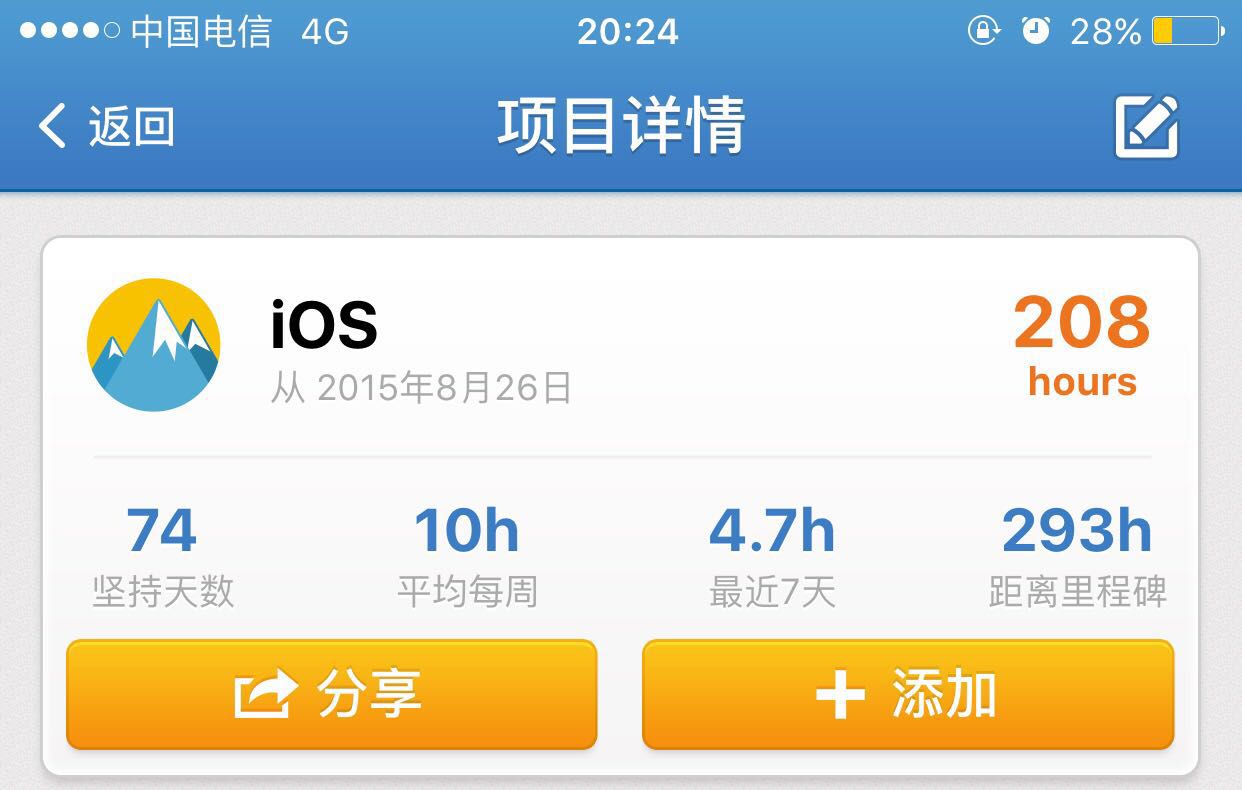 中国电信 4G 20:24 28%
返回 项目详情
iOS 208
从 2015年8月26日 hours
74 10h 4.7h 293h
坚持天数 平均每周 最近7天 距离里程碑
分享 添加